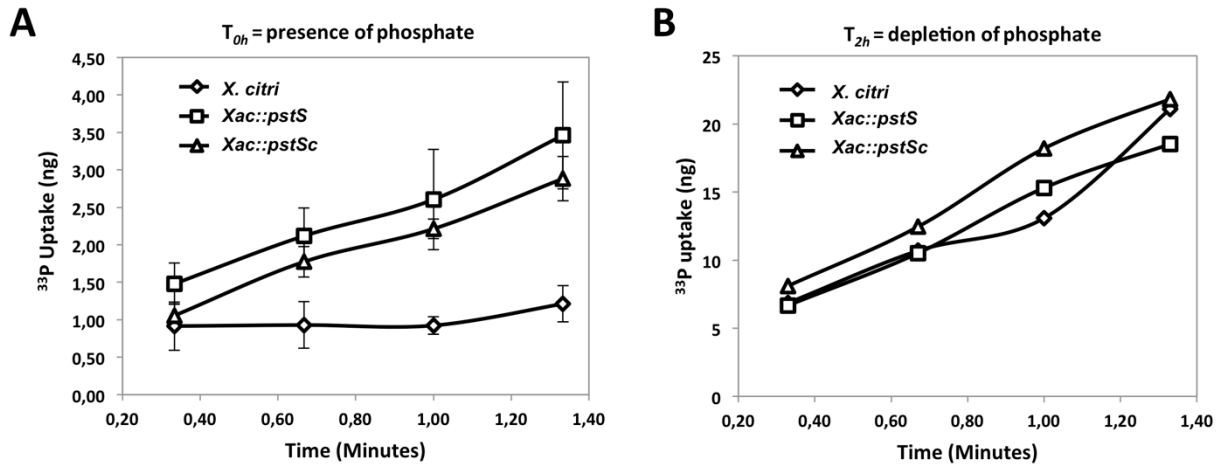 A
T0h = presence of phosphate
4,50
4,00
3,50
3,00
2,50
2,00
1,50
1,00
0,50
0,00
33P Uptake (ng)
X. citri
Xac::pstS
Xac::pstSc
0,20 0,40 0,60 0,80 1,00 1,20 1,40
Time (Minutes)
B
T2h = depletion of phosphate
25
20
15
10
5
0
33P uptake (ng)
X. citri
Xac::pstS
Xac::pstSc
0,20 0,40 0,60 0,80 1,00 1,20 1,40
Time (Minutes)